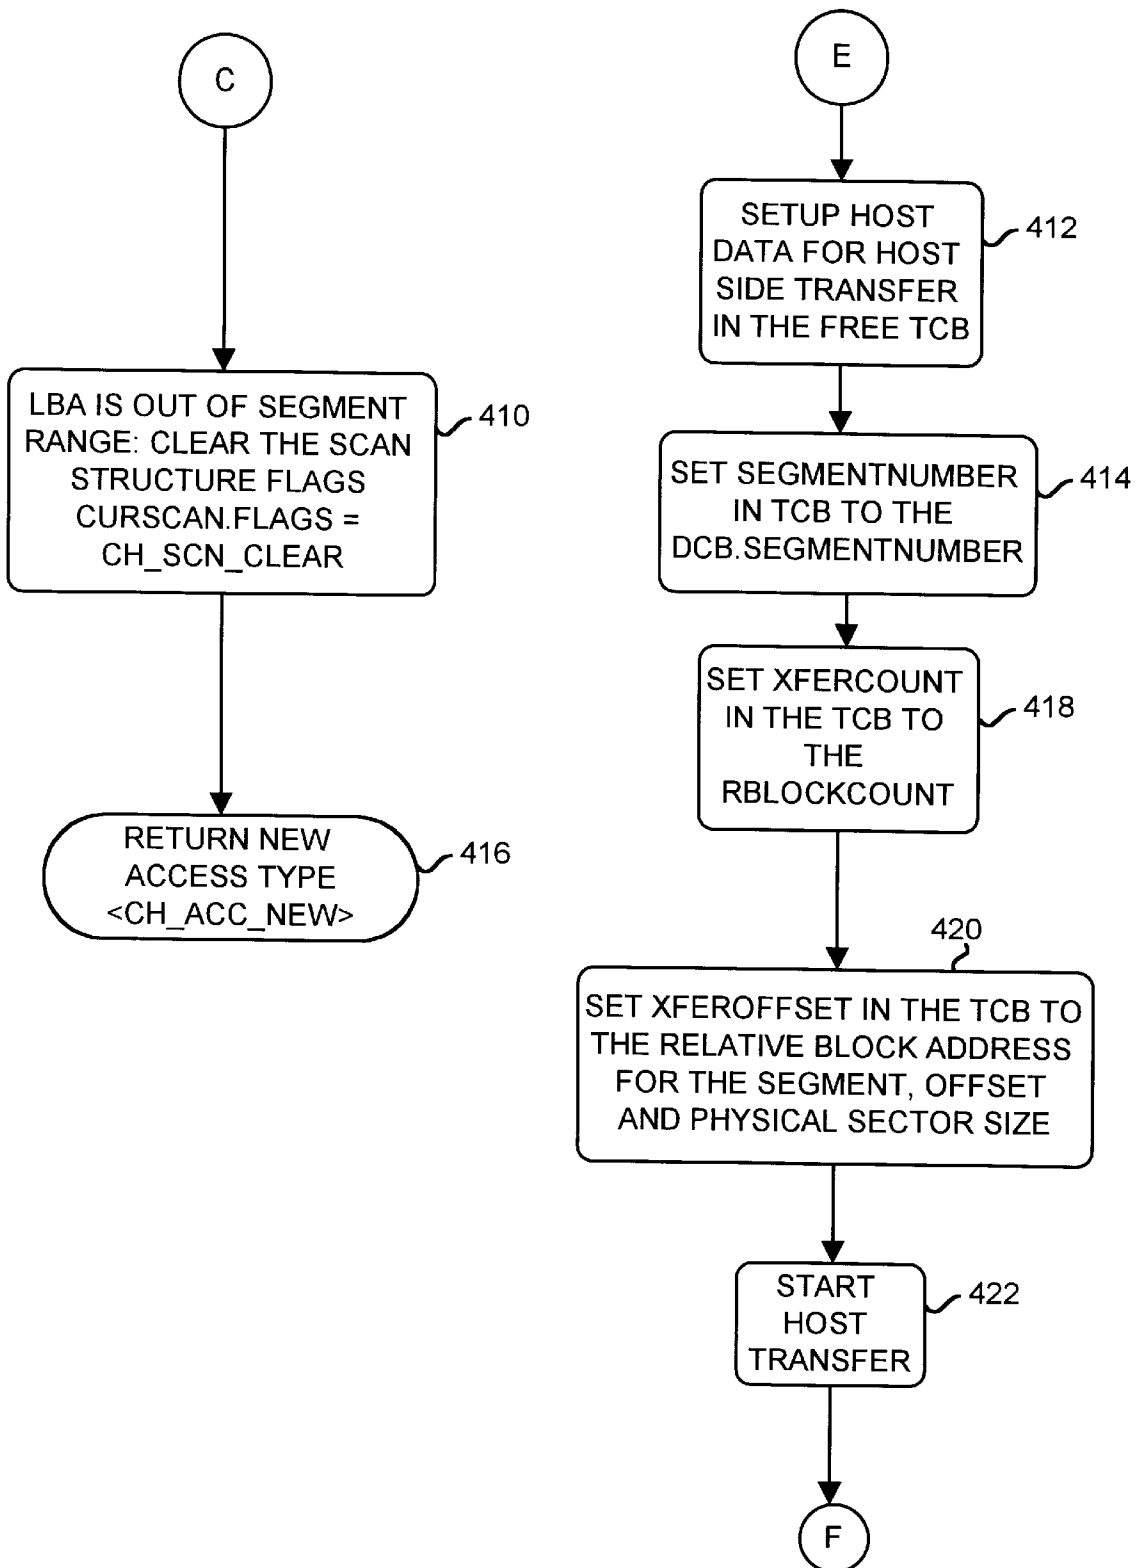 C
LBA IS OUT OF SEGMENT
RANGE: CLEAR THE SCAN
STRUCTURE FLAGS
CURSCAN.FLAGS =
CH_SCN_CLEAR
410
RETURN NEW
ACCESS TYPE
<CH_ACC_NEW>
416
E
SETUP HOST
DATA FOR HOST
SIDE TRANSFER
IN THE FREE TCB
412
SET SEGMENTNUMBER
IN TCB TO THE
DCB.SEGMENTNUMBER
414
SET XFERCOUNT
IN THE TCB TO
THE
RBLOCKCOUNT
418
420
SET XFEROFFSET IN THE TCB TO
THE RELATIVE BLOCK ADDRESS
FOR THE SEGMENT, OFFSET
AND PHYSICAL SECTOR SIZE
START
HOST
TRANSFER
422
F